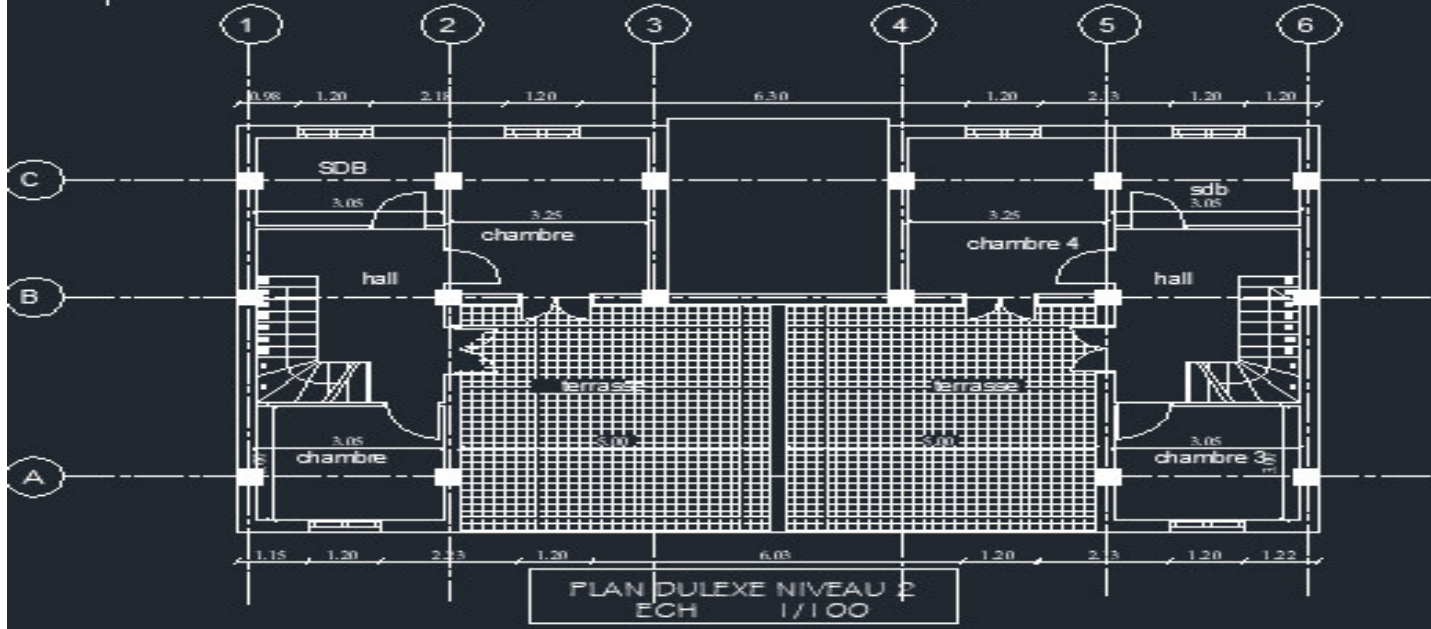 1 2 3 4 5 6
0.98 1.20 2.18 1.20 6.30 1.20 2.13 1.20 1.20
C
SDB
sdb
3.05 3.25 3.25 3.05
chambre
chambre 4
hall
hall
B
terrasse
terrasse
3.05 5.00 5.00 3.05
A
chambre
chambre 3
1.15 1.20 1.20 6.03 1.20 1.20 1.22
PLAN DULEXE NIVEAU 2
ECH 1/100